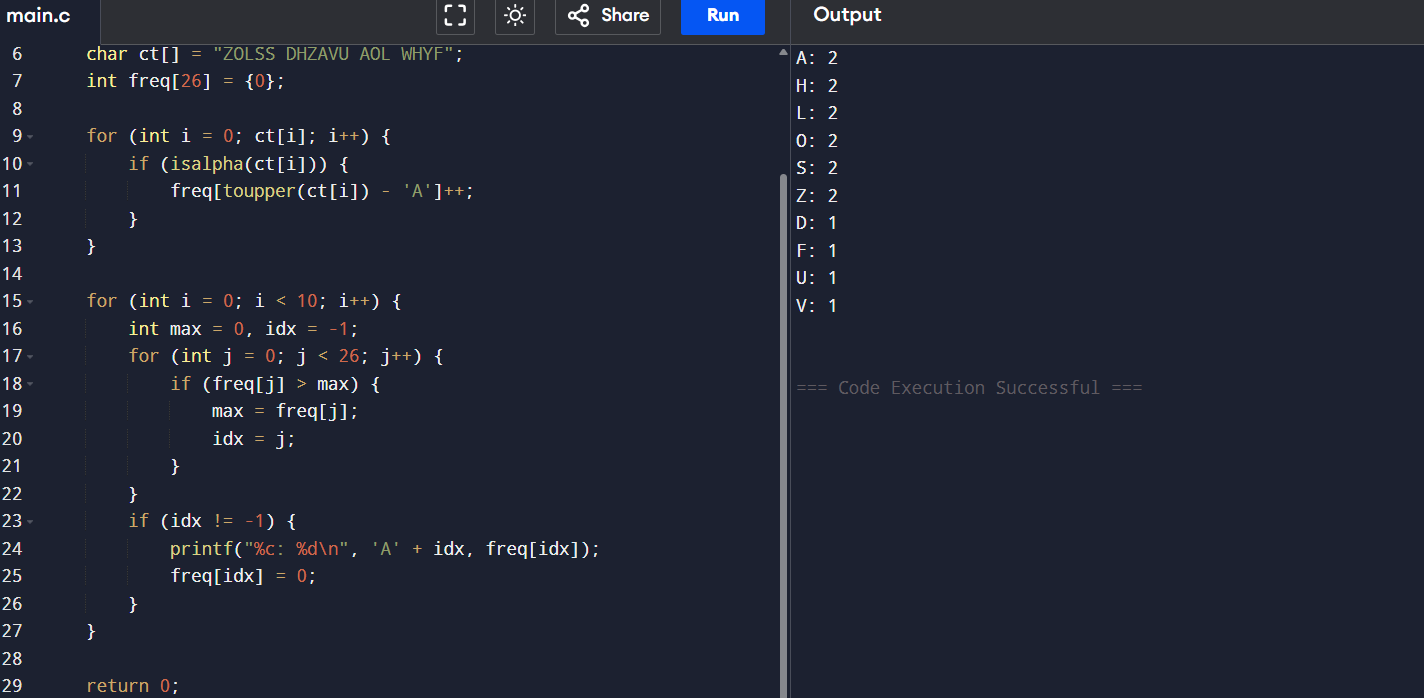 main.c
Share
Run
Output
6 char ct[] = "ZOLSS DHZAVU AOL WHYF";
7 int freq[26] = {0};
8
9 for (int i = 0; ct[i]; i++) {
10 if (isalpha(ct[i])) {
11 freq[toupper(ct[i]) - 'A']++;
12 }
13 }
14
15 for (int i = 0; i < 10; i++) {
16 int max = 0, idx = -1;
17 for (int j = 0; j < 26; j++) {
18 if (freq[j] > max) {
19 max = freq[j];
20 idx = j;
21 }
22 }
23 if (idx != -1) {
24 printf("%c: %d\n", 'A' + idx, freq[idx]);
25 freq[idx] = 0;
26 }
27 }
28
29 return 0;
A: 2
H: 2
L: 2
O: 2
S: 2
Z: 2
D: 1
F: 1
U: 1
V: 1
=== Code Execution Successful ===